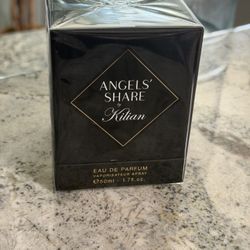 ANGELS'
SHARE
by
Kilian
EAU DE PARFUM
VAPORISATEUR SPRAY
℮50ml - 1.7fl.oz.